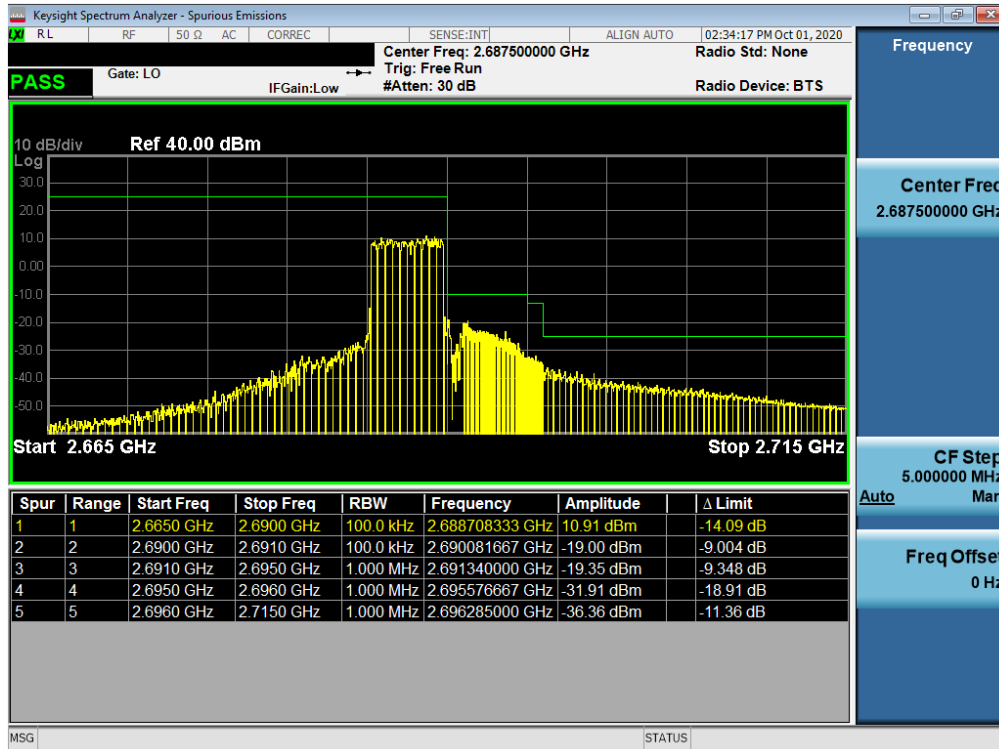 Keysight Spectrum Analyzer - Spurious Emissions
LXI RL RF 50 Ω AC CORREC SENSE:INT ALIGN AUTO 02:34:17 PM Oct 01, 2020
Center Freq: 2.687500000 GHz Radio Std: None
Trig: Free Run
PASS Gate: LO
IFGain:Low #Atten: 30 dB Radio Device: BTS
10 dB/div Ref 40.00 dBm
Log
30.0
20.0
10.0
0.00
-10.0
-20.0
-30.0
-40.0
-50.0
Start 2.665 GHz Stop 2.715 GHz
Spur Range Start Freq Stop Freq RBW Frequency Amplitude Δ Limit
1 1 2.6650 GHz 2.6900 GHz 100.0 kHz 2.688708333 GHz 10.91 dBm -14.09 dB
2 2 2.6900 GHz 2.6910 GHz 100.0 kHz 2.690081667 GHz -19.00 dBm -9.004 dB
3 3 2.6910 GHz 2.6950 GHz 1.000 MHz 2.691340000 GHz -19.35 dBm -9.348 dB
4 4 2.6950 GHz 2.6960 GHz 1.000 MHz 2.695576667 GHz -31.91 dBm -18.91 dB
5 5 2.6960 GHz 2.7150 GHz 1.000 MHz 2.696285000 GHz -36.36 dBm -11.36 dB
Frequency
Center Freq
2.687500000 GHz
CF Step
5.000000 MHz
Auto Man
Freq Offset
0 Hz
MSG STATUS